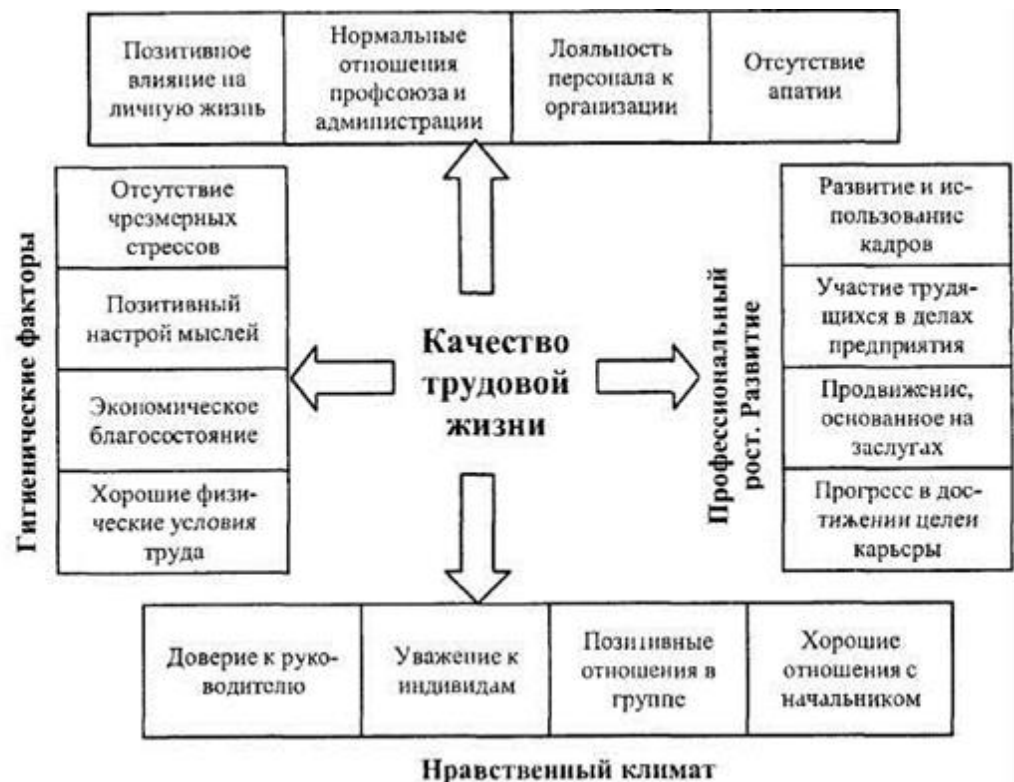 Позитивное
влияние на
личную жизнь
Нормальные
отношения
профсоюза и
администрации
Лояльность
персонала к
организации
Отсутствие
апатии
Гигиенические факторы
Отсутствие
чрезмерных
стрессов
Позитивный
настрой мыслей
Экономическое
благосостояние
Хорошие физи-
ческие условия
труда
Качество
трудовой
жизни
Профессиональный
рост. Развитие
Развитие и ис-
пользование
кадров
Участие трудя-
щихся в делах
предприятия
Продвижение,
основанное на
заслугах
Прогресс в дос-
тижении целей
карьеры
Доверие к руко-
водителю
Уважение к
индивидам
Позитивные
отношения в
группе
Хорошие
отношения с
начальником
Нравственный климат